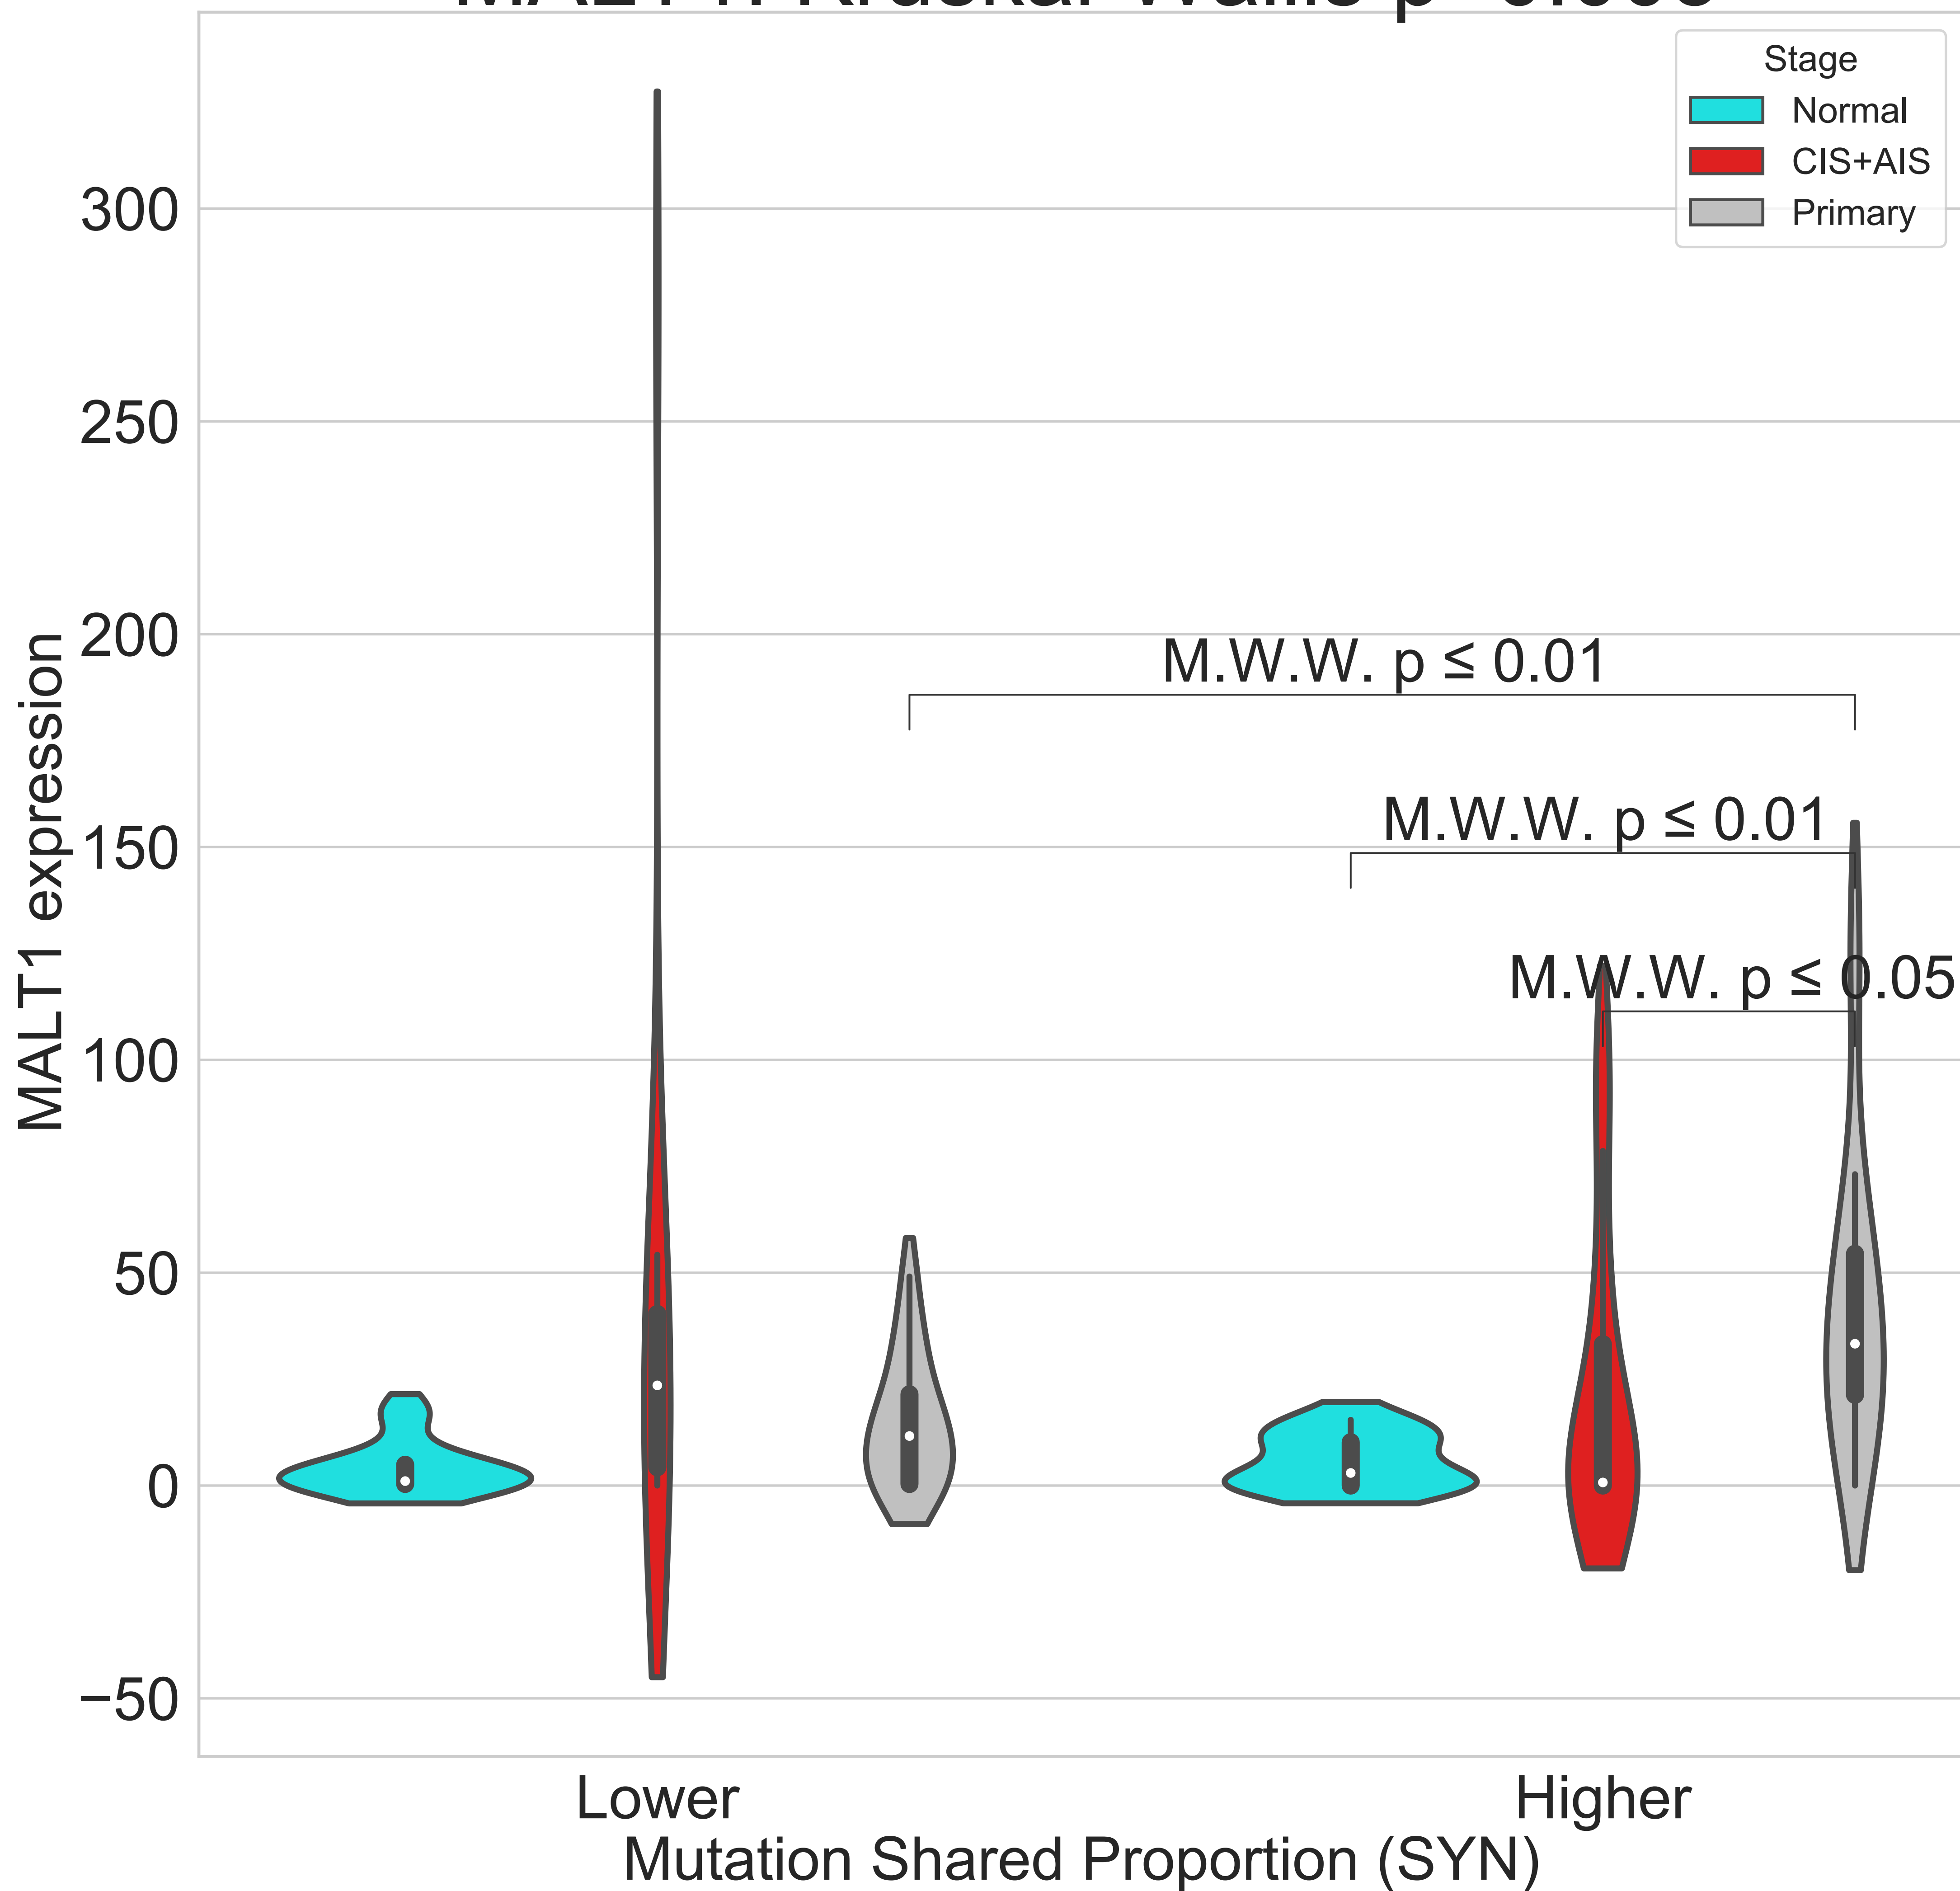 Stage
Normal
CIS+AIS
Primary
300
250
200
150
100
50
0
−50
MALT1 expression
M.W.W. p ≤ 0.01
M.W.W. p ≤ 0.01
M.W.W. p ≤ 0.05
Lower
Higher
Mutation Shared Proportion (SYN)